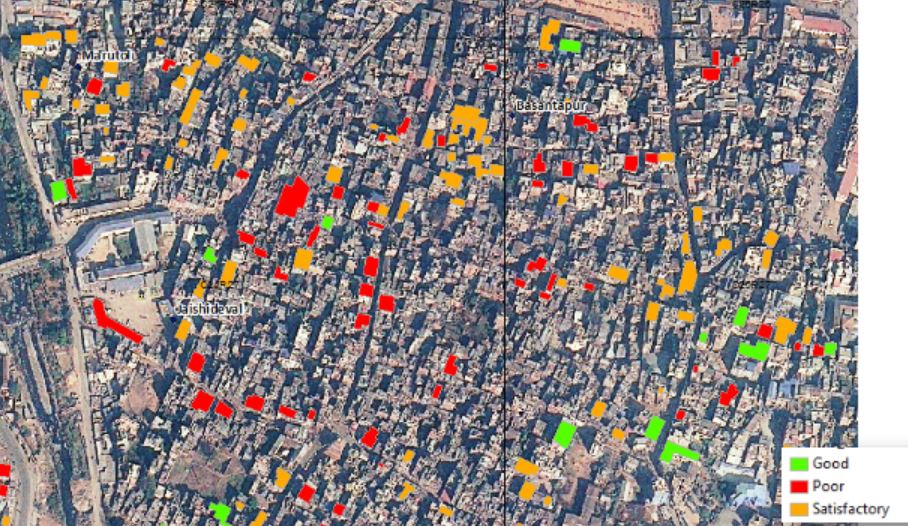 Marutol
Basantapur
Jaishideval
Good
Poor
Satisfactory